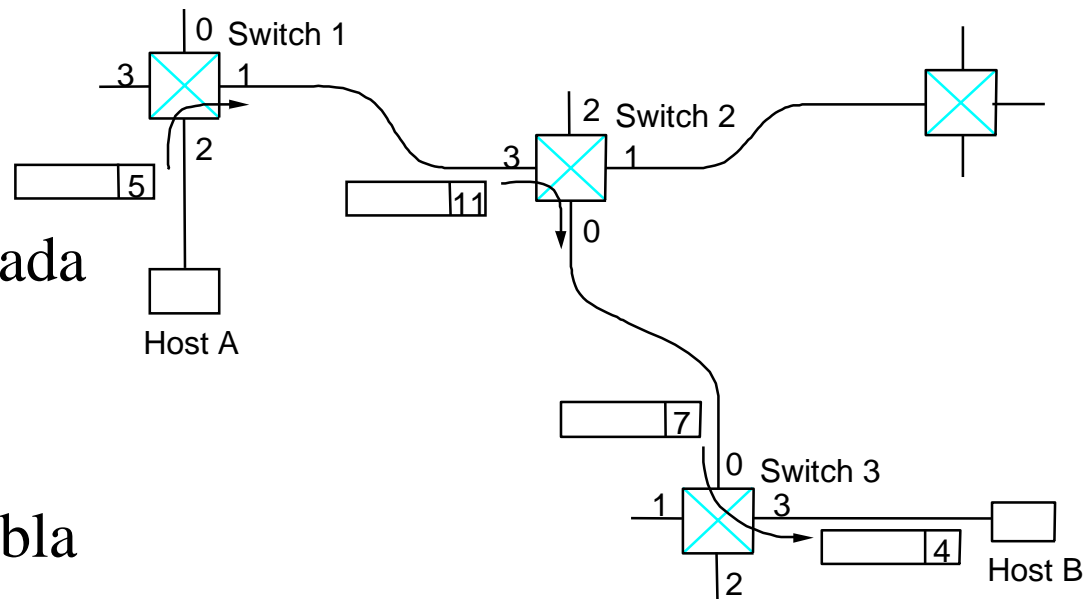 0 Switch 1
3 1
2
5
2 Switch 2
3 1
11
0
ada
Host A
7
0 Switch 3
1 3
bla
4
Host B
2